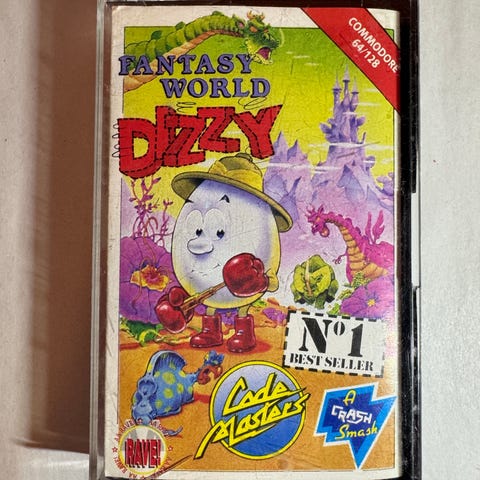 COMMODORE
64/128
FANTASY
WORLD
DIZZY
Nº1
BEST SELLER
Code
Masters
A
CRASH
Smash
RAVE!